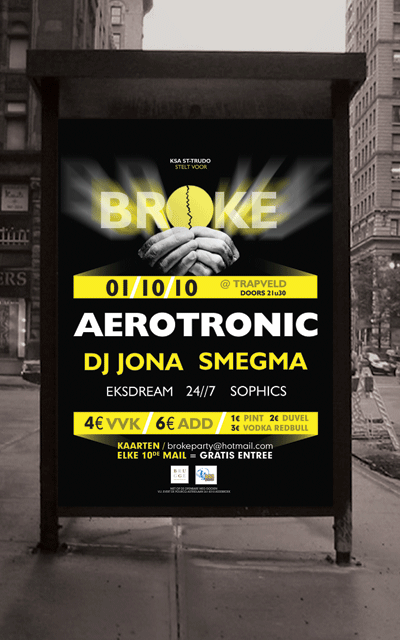 KSA ST-TRUDO
STELT VOOR
BROKE
01/10/10
@ TRAPVELD
DOORS 21u30
AEROTRONIC
DJ JONA SMEGMA
EKSDREAM 24//7 SOPHICS
4€ VVK / 6€ ADD /
1€ PINT 2€ DUVEL
3€ VODKA REDBULL
KAARTEN / brokeparty@hotmail.com
ELKE 10DE MAIL = GRATIS ENTREE
ERS